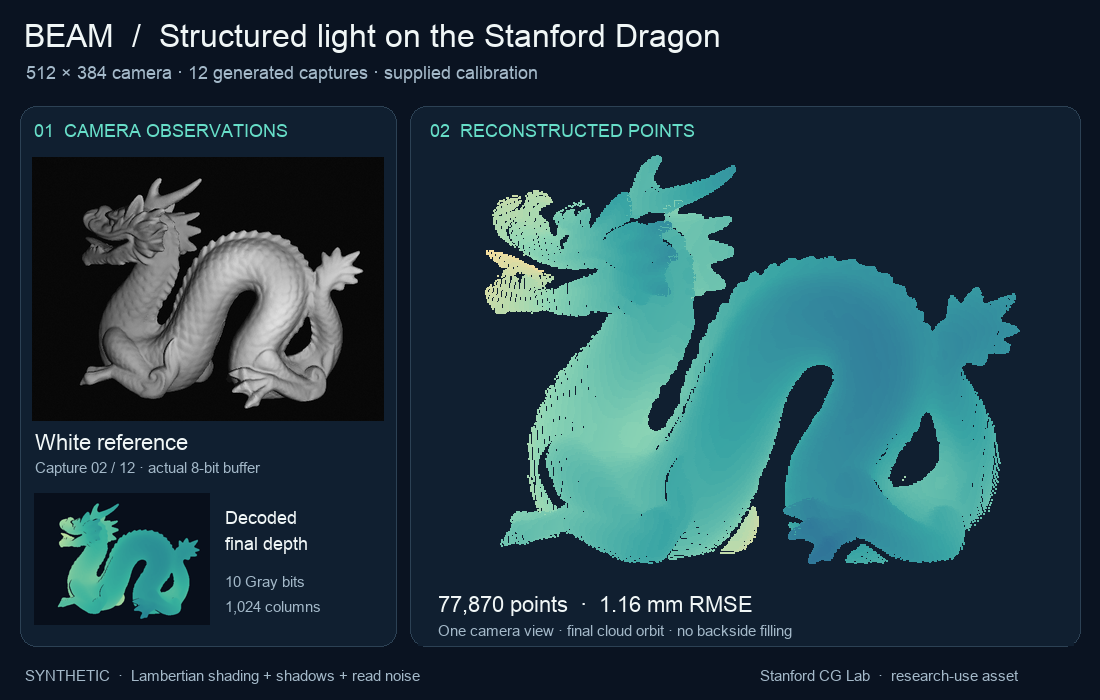 BEAM / Structured light on the Stanford Dragon
512 × 384 camera · 12 generated captures · supplied calibration
01 CAMERA OBSERVATIONS
White reference
Capture 02 / 12 · actual 8-bit buffer
Decoded
final depth
10 Gray bits
1,024 columns
02 RECONSTRUCTED POINTS
77,870 points · 1.16 mm RMSE
One camera view · final cloud orbit · no backside filling
SYNTHETIC · Lambertian shading + shadows + read noise
Stanford CG Lab · research-use asset